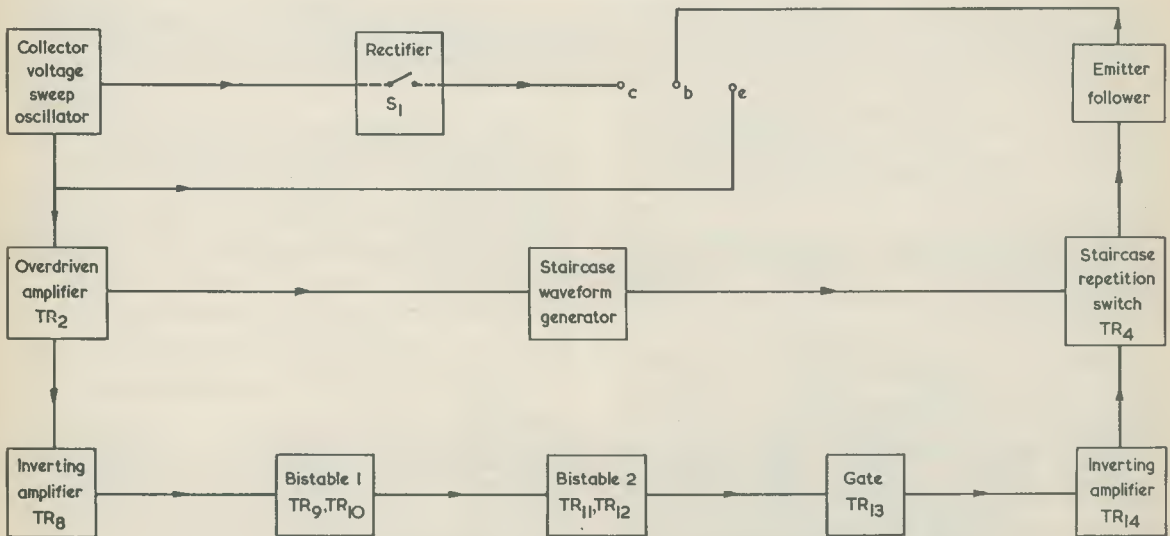 Collector
voltage
sweep
oscillator
Rectifier
S1
c
b
e
Emitter
follower
Overdriven
amplifier
TR2
Staircase
waveform
generator
Staircase
repetition
switch
TR4
Inverting
amplifier
TR8
Bistable 1
TR9,TR10
Bistable 2
TR11,TR12
Gate
TR13
Inverting
amplifier
TR14